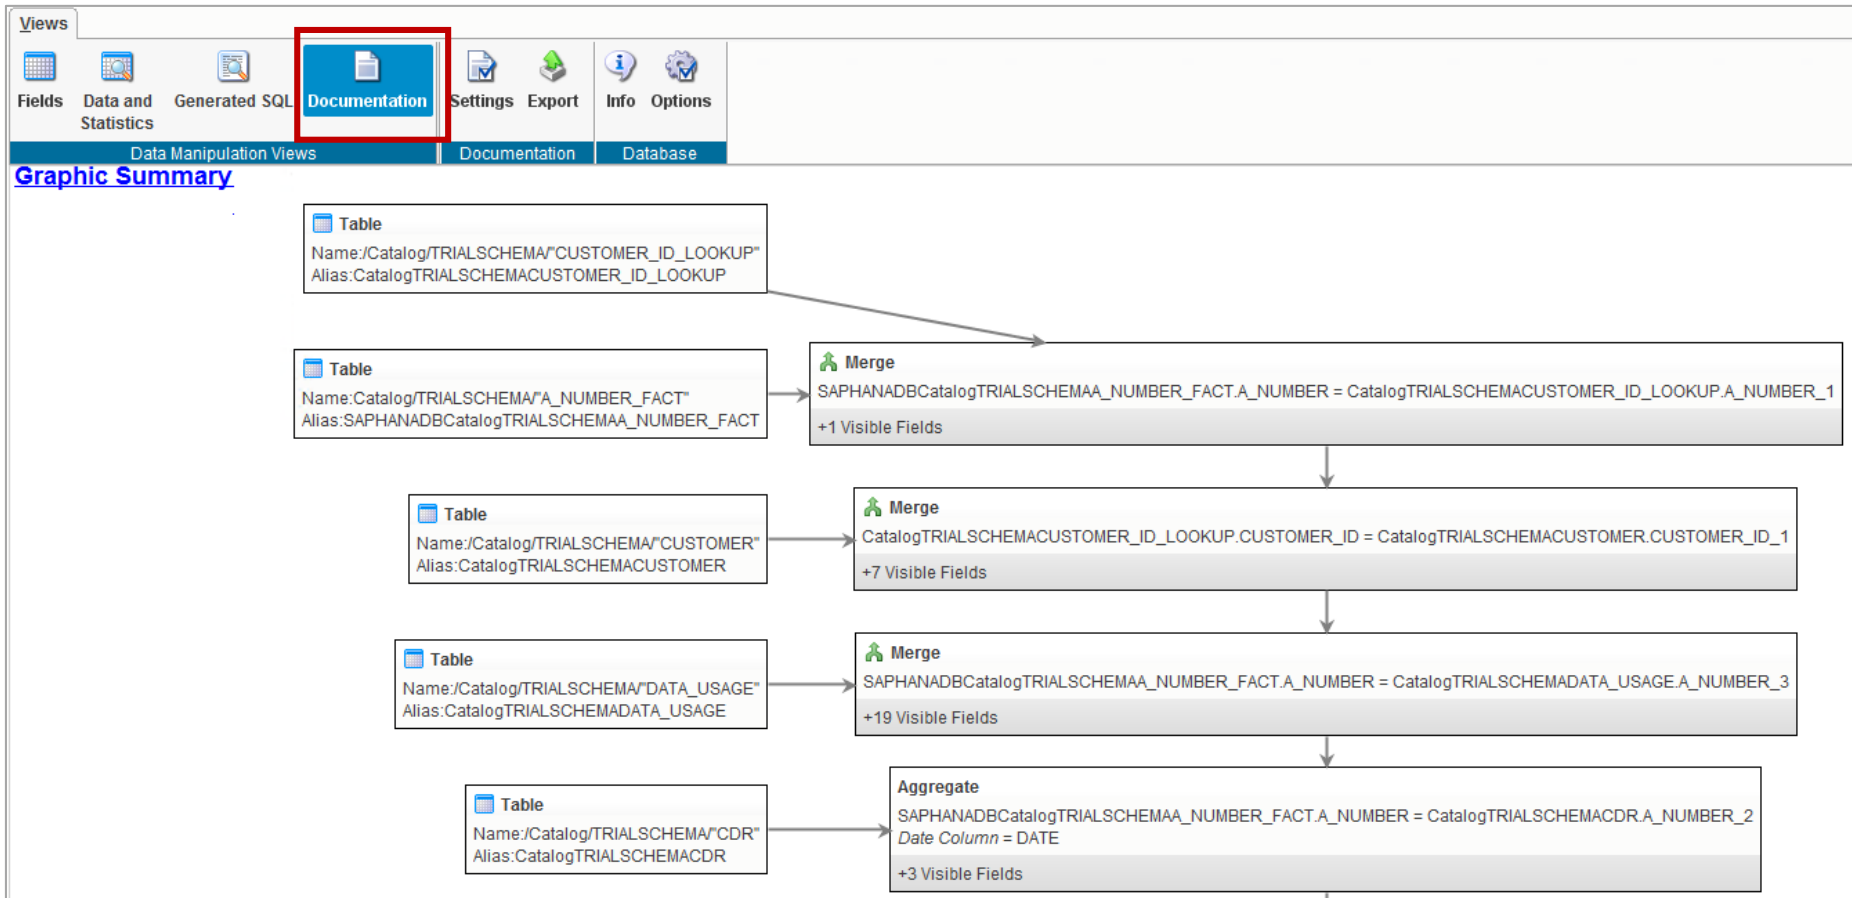 Views
Fields
Data and
Statistics
Generated SQL
Documentation
Settings
Export
Info
Options
Data Manipulation Views
Documentation
Database
Graphic Summary
Table
Name:/Catalog/TRIALSCHEMA/"CUSTOMER_ID_LOOKUP"
Alias:CatalogTRIALSCHEMACUSTOMER_ID_LOOKUP
Table
Name:Catalog/TRIALSCHEMA/"A_NUMBER_FACT"
Alias:SAPHANADBCatalogTRIALSCHEMAA_NUMBER_FACT
Merge
SAPHANADBCatalogTRIALSCHEMAA_NUMBER_FACT.A_NUMBER = CatalogTRIALSCHEMACUSTOMER_ID_LOOKUP.A_NUMBER_1
+1 Visible Fields
Table
Name:/Catalog/TRIALSCHEMA/"CUSTOMER"
Alias:CatalogTRIALSCHEMACUSTOMER
Merge
CatalogTRIALSCHEMACUSTOMER_ID_LOOKUP.CUSTOMER_ID = CatalogTRIALSCHEMACUSTOMER.CUSTOMER_ID_1
+7 Visible Fields
Table
Name:/Catalog/TRIALSCHEMA/"DATA_USAGE"
Alias:CatalogTRIALSCHEMADATA_USAGE
Merge
SAPHANADBCatalogTRIALSCHEMAA_NUMBER_FACT.A_NUMBER = CatalogTRIALSCHEMADATA_USAGE.A_NUMBER_3
+19 Visible Fields
Table
Name:/Catalog/TRIALSCHEMA/"CDR"
Alias:CatalogTRIALSCHEMACDR
Aggregate
SAPHANADBCatalogTRIALSCHEMAA_NUMBER_FACT.A_NUMBER = CatalogTRIALSCHEMACDR.A_NUMBER_2
Date Column = DATE
+3 Visible Fields